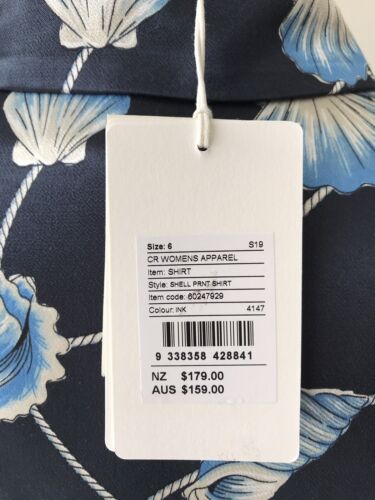 Size: 6 S19
CR WOMENS APPAREL
Item: SHIRT
Style: SHELL PRNT SHIRT
Item code: 60247929
Colour: INK 4147
9 338358 428841
NZ $179.00
AUS $159.00